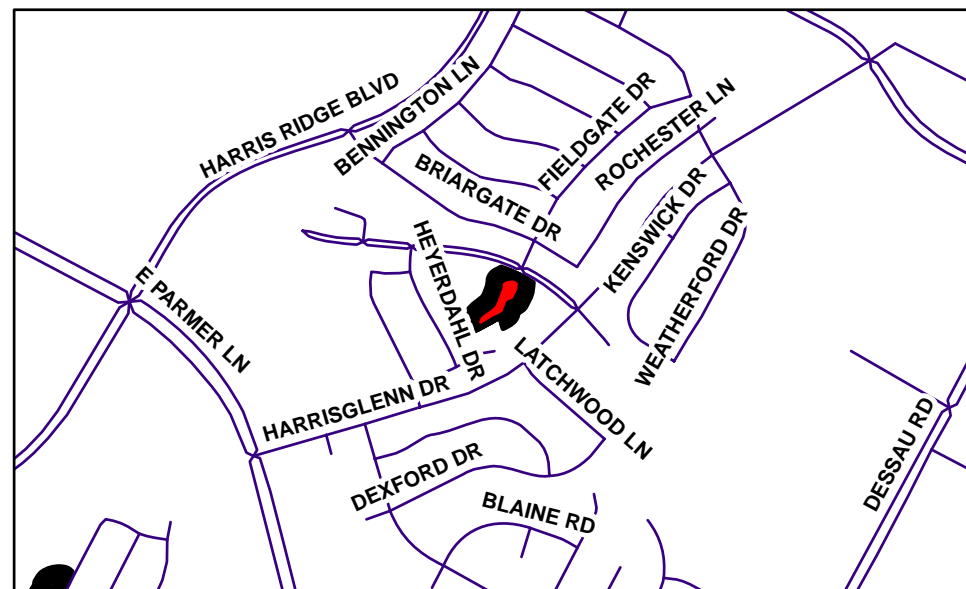 HARRIS RIDGE BLVD
BENNINGTON LN
FIELDGATE DR
ROCHESTER LN
BRIARGATE DR
KENSWICK DR
HEYERDAHL DR
WEATHERFORD DR
E PARMER LN
LATCHWOOD LN
HARRISGLENN DR
DESSAU RD
DEXFORD DR
BLAINE RD